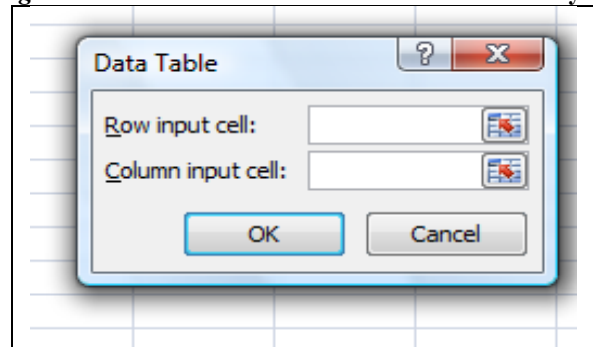 Data Table
Row input cell:
Column input cell:
OK
Cancel